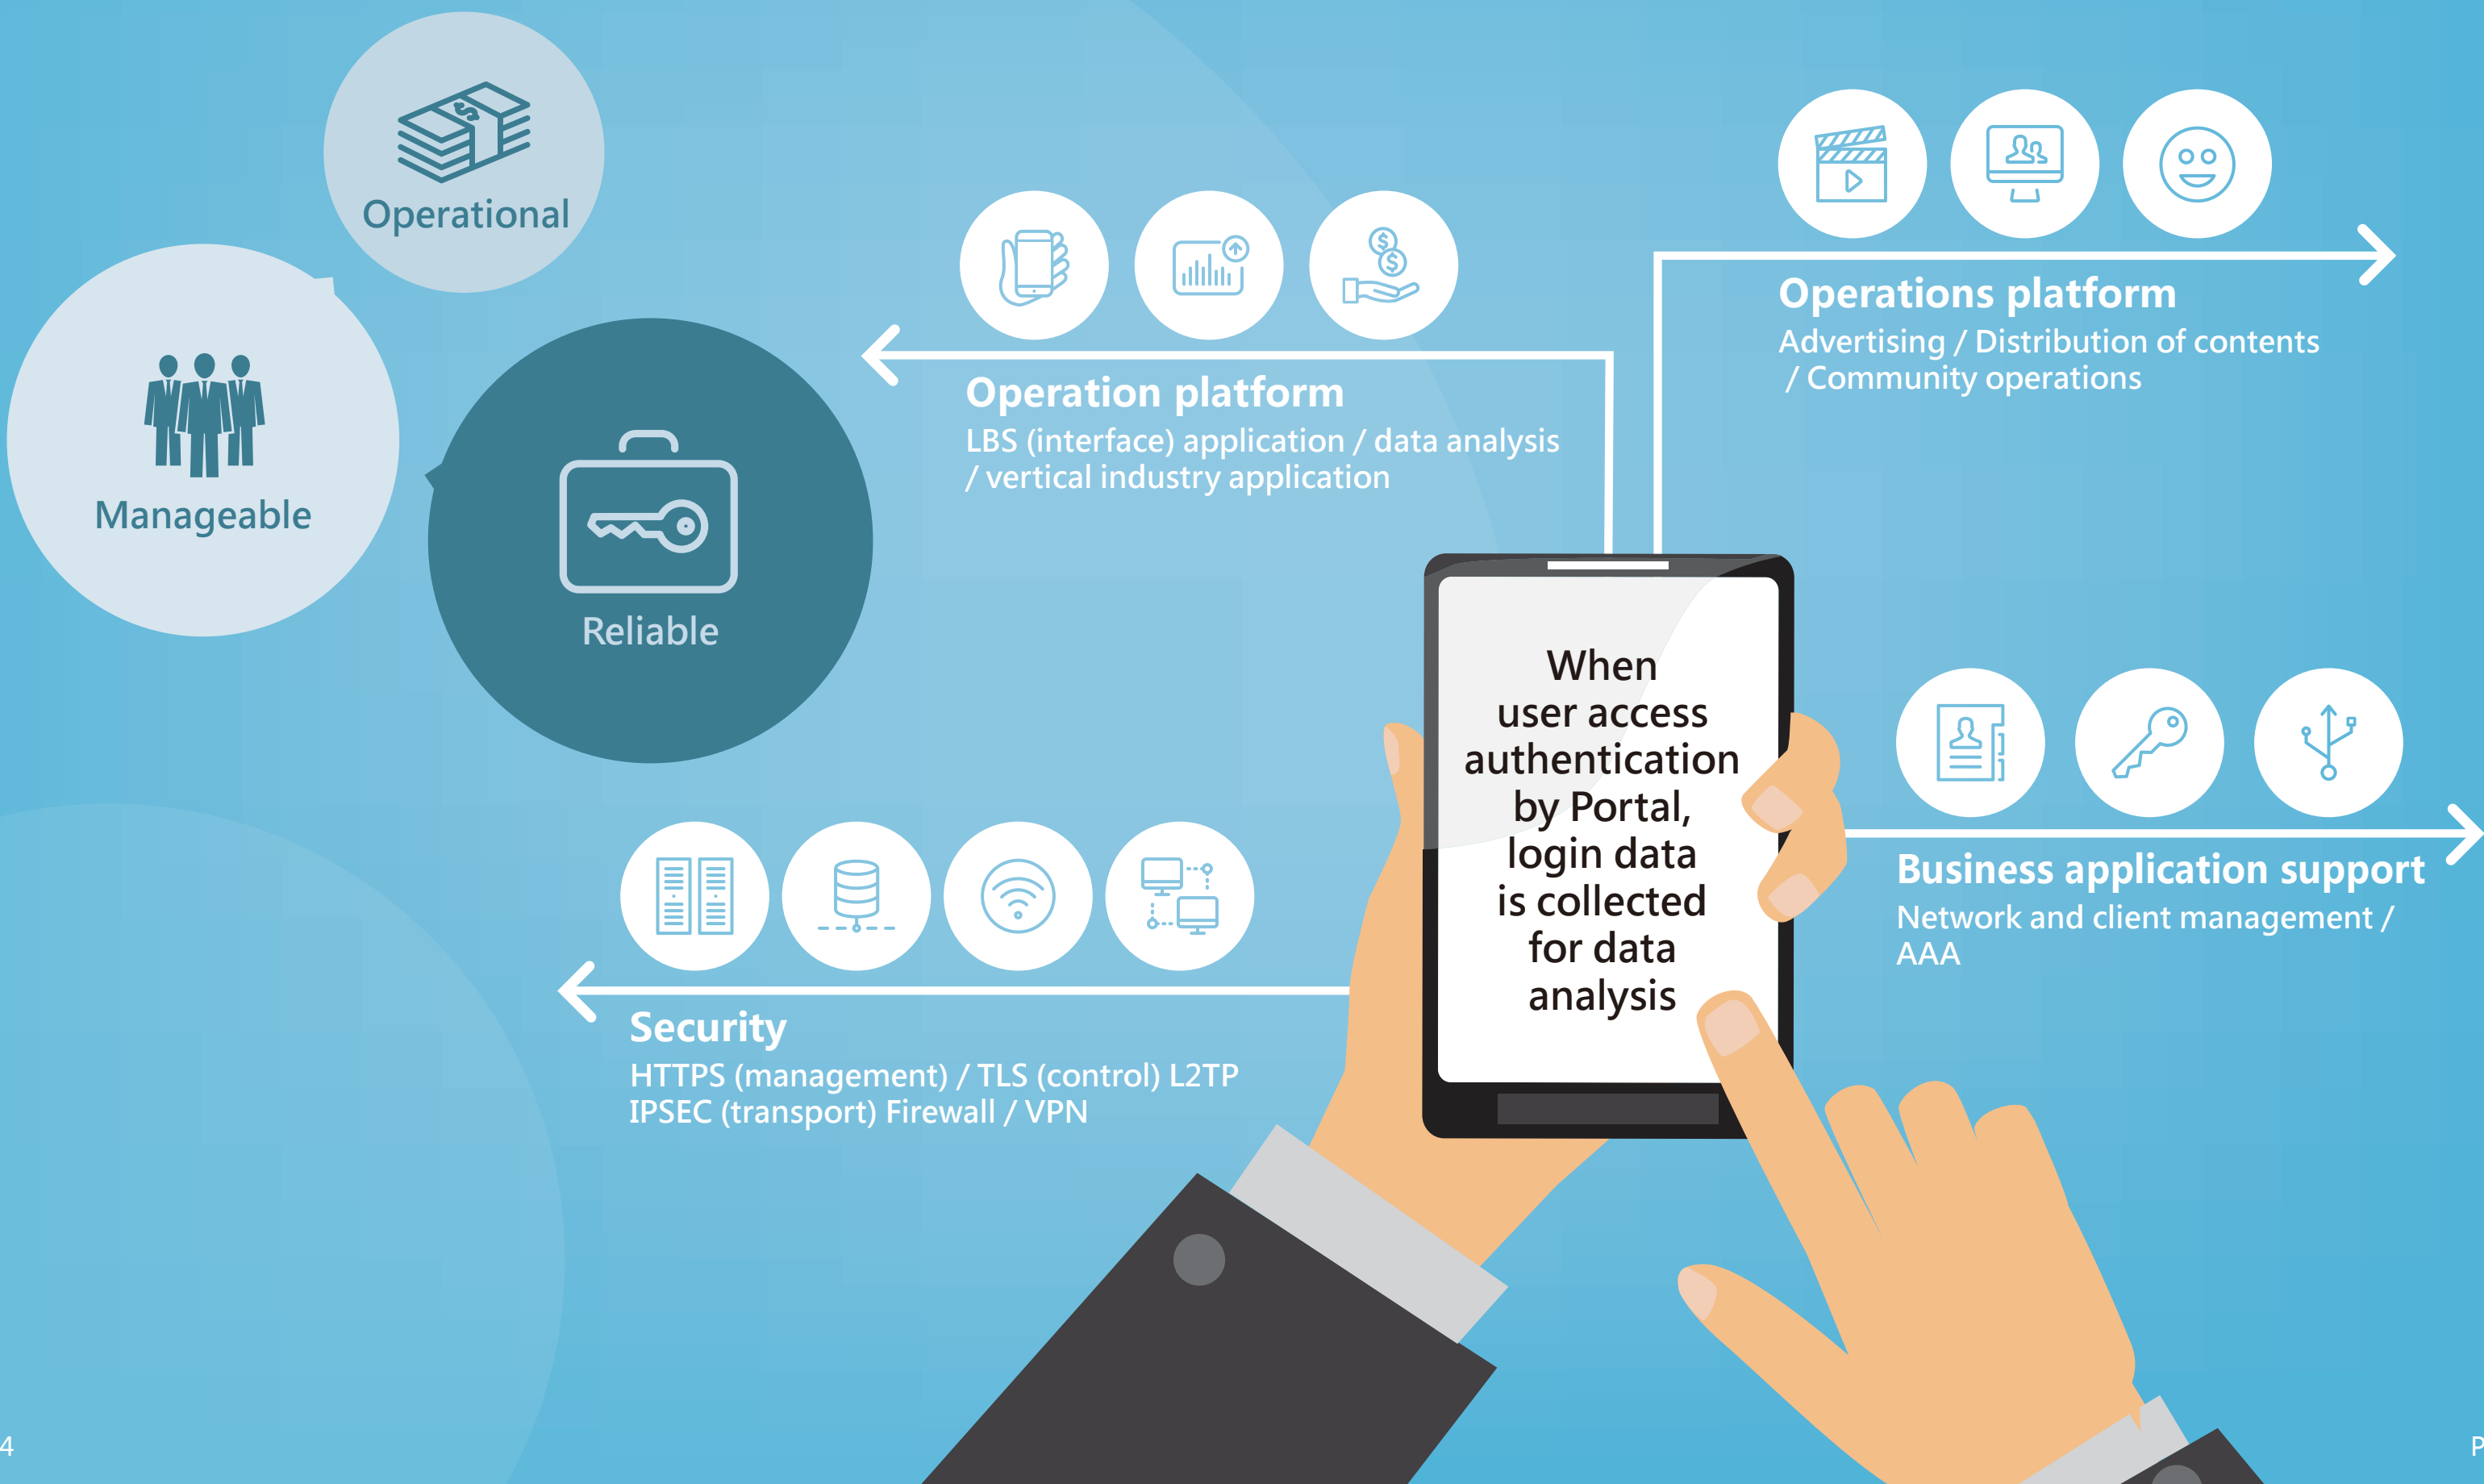 Operational
Manageable
Reliable
Operation platform
LBS (interface) application / data analysis
/ vertical industry application
Operations platform
Advertising / Distribution of contents
/ Community operations
When
user access
authentication
by Portal,
login data
is collected
for data
analysis
Business application support
Network and client management /
AAA
Security
HTTPS (management) / TLS (control) L2TP
IPSEC (transport) Firewall / VPN
4
P